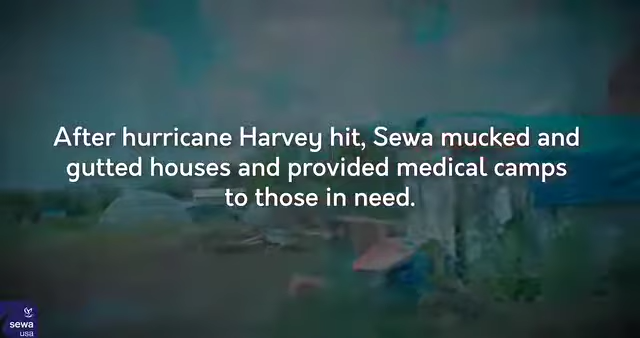 After hurricane Harvey hit, Sewa mucked and
gutted houses and provided medical camps
to those in need.
sewa
usa